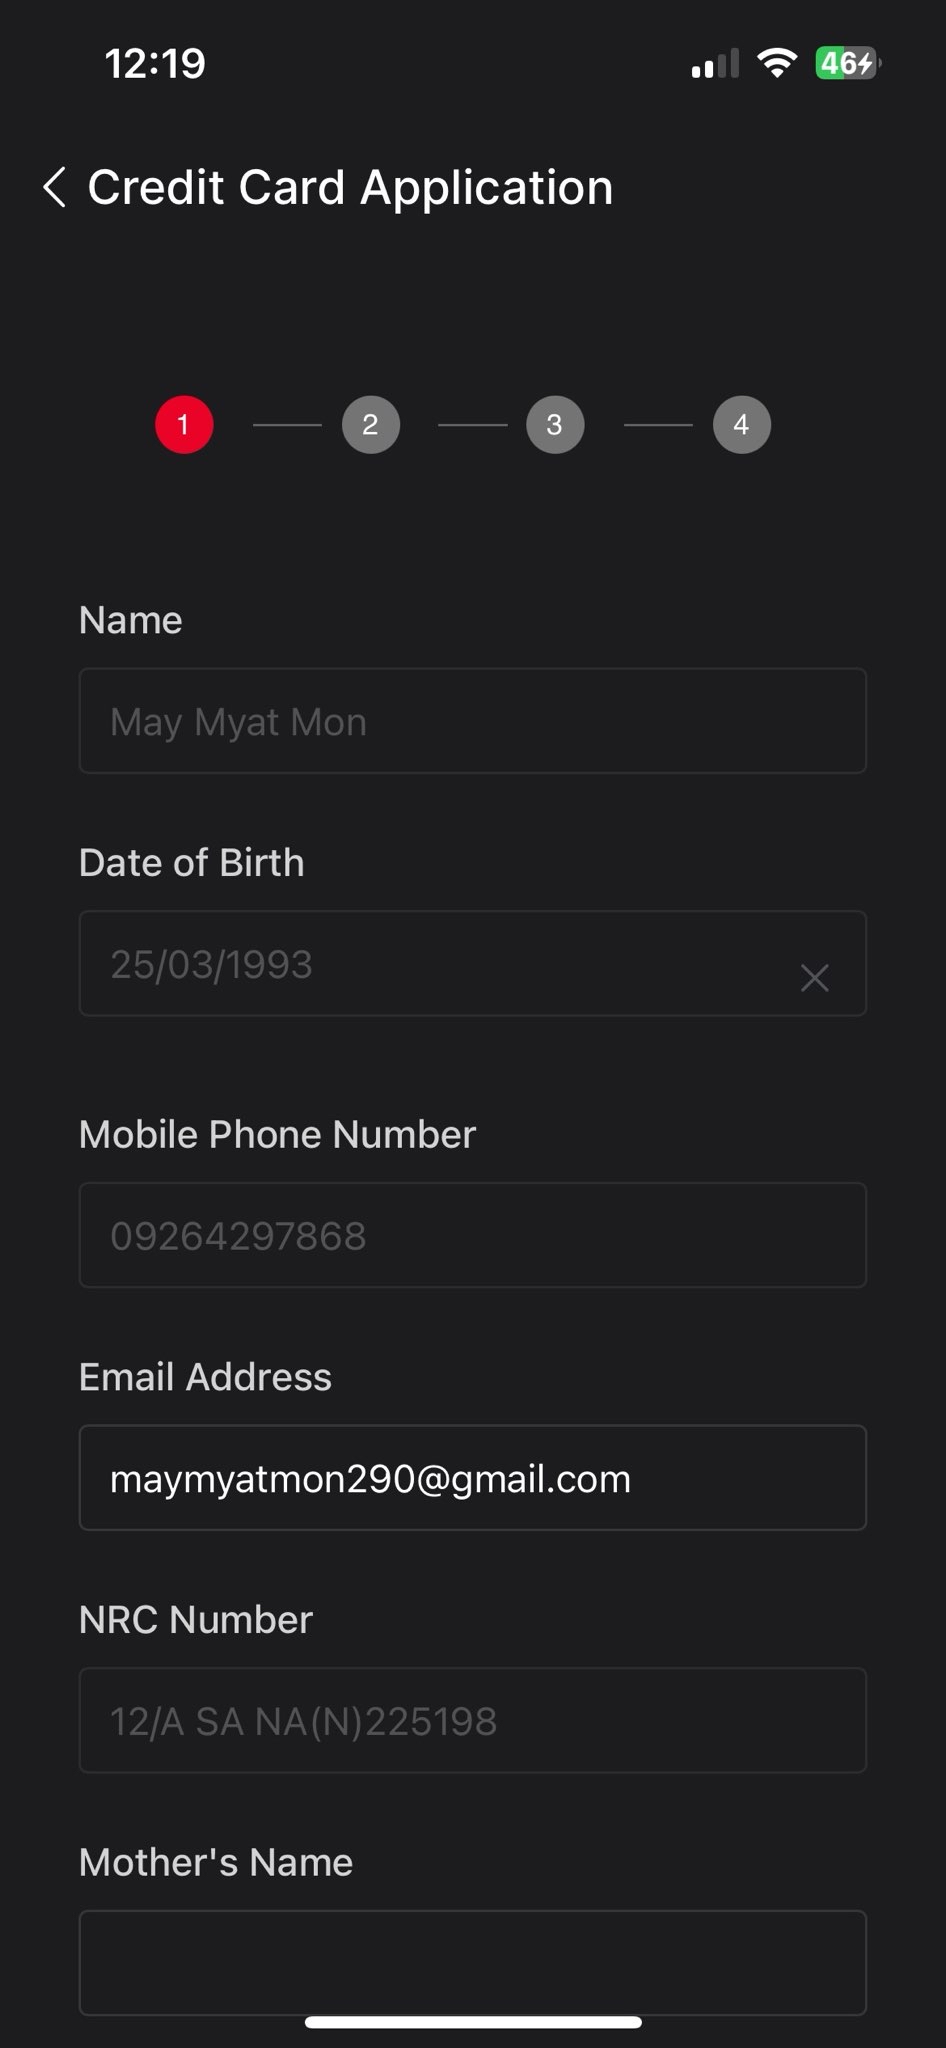 12:19
46
Credit Card Application
1
2
3
4
Name
May Myat Mon
Date of Birth
25/03/1993
Mobile Phone Number
09264297868
Email Address
maymyatmon290@gmail.com
NRC Number
12/A SA NA(N)225198
Mother's Name